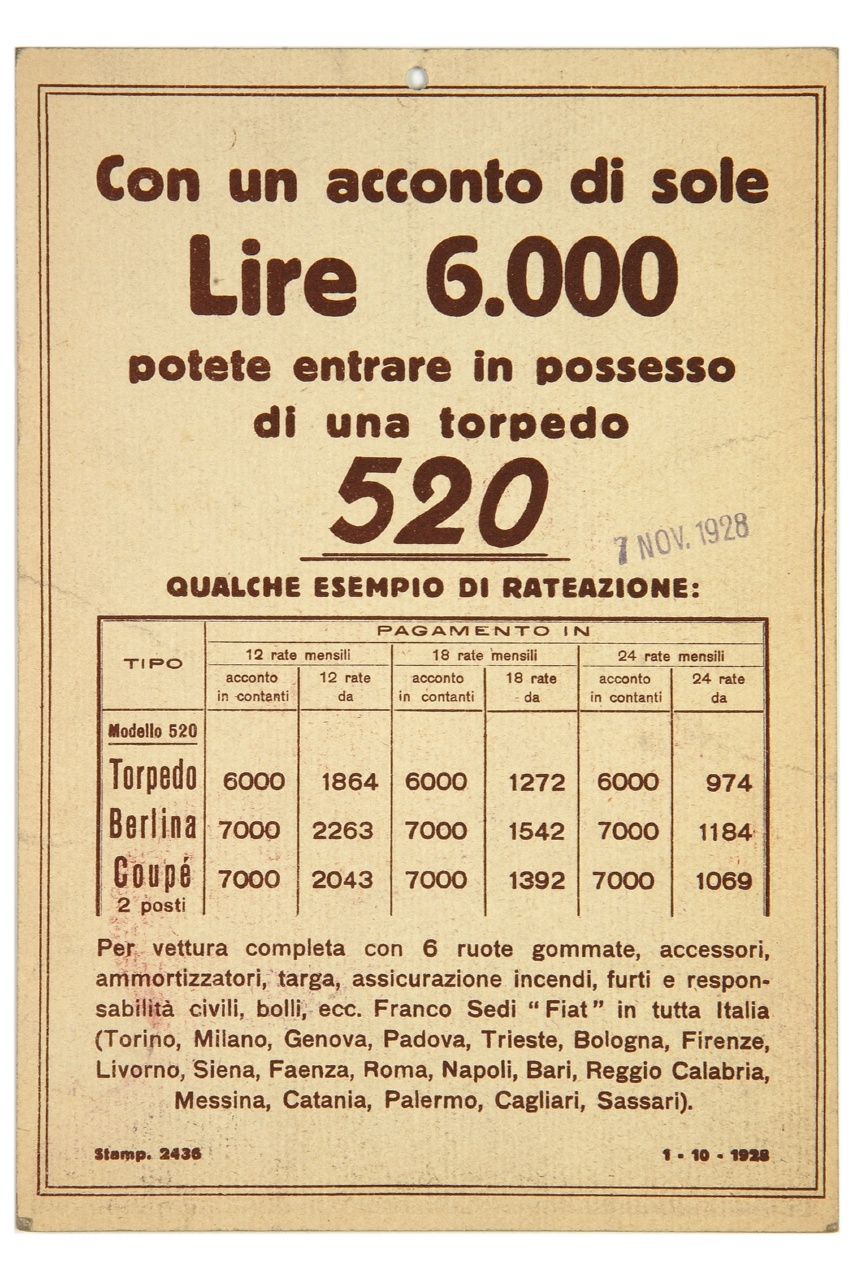 Con un acconto di sole
Lire 6.000
potete entrare in possesso
di una torpedo
520
7 NOV. 1928
QUALCHE ESEMPIO DI RATEAZIONE:
TIPO
PAGAMENTO IN
12 rate mensili 18 rate mensili 24 rate mensili
acconto in contanti 12 rate da acconto in contanti 18 rate da acconto in contanti 24 rate da
Modello 520
Torpedo 6000 1864 6000 1272 6000 974
Berlina 7000 2263 7000 1542 7000 1184
Coupé 7000 2043 7000 1392 7000 1069
2 posti
Per vettura completa con 6 ruote gommate, accessori,
ammortizzatori, targa, assicurazione incendi, furti e respon-
sabilità civili, bolli, ecc. Franco Sedi “Fiat” in tutta Italia
(Torino, Milano, Genova, Padova, Trieste, Bologna, Firenze,
Livorno, Siena, Faenza, Roma, Napoli, Bari, Reggio Calabria,
Messina, Catania, Palermo, Cagliari, Sassari).
Stamp. 2436 1 - 10 - 1928